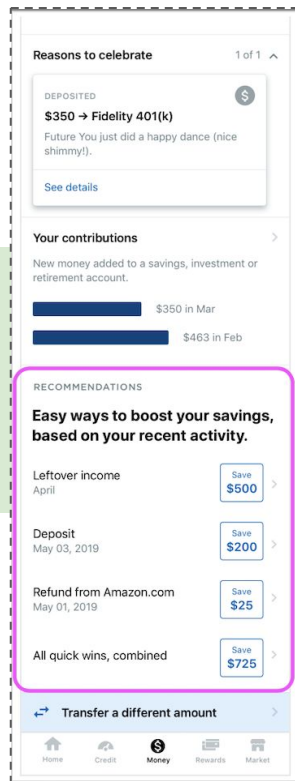 Reasons to celebrate 1 of 1
DEPOSITED
$350 → Fidelity 401(k)
Future You just did a happy dance (nice
shimmy!).
See details
Your contributions
New money added to a savings, investment or
retirement account.
$350 in Mar
$463 in Feb
RECOMMENDATIONS
Easy ways to boost your savings,
based on your recent activity.
Leftover income
April
Save
$500
Deposit
May 03, 2019
Save
$200
Refund from Amazon.com
May 01, 2019
Save
$25
All quick wins, combined
Save
$725
Transfer a different amount
Home Credit Money Rewards Market